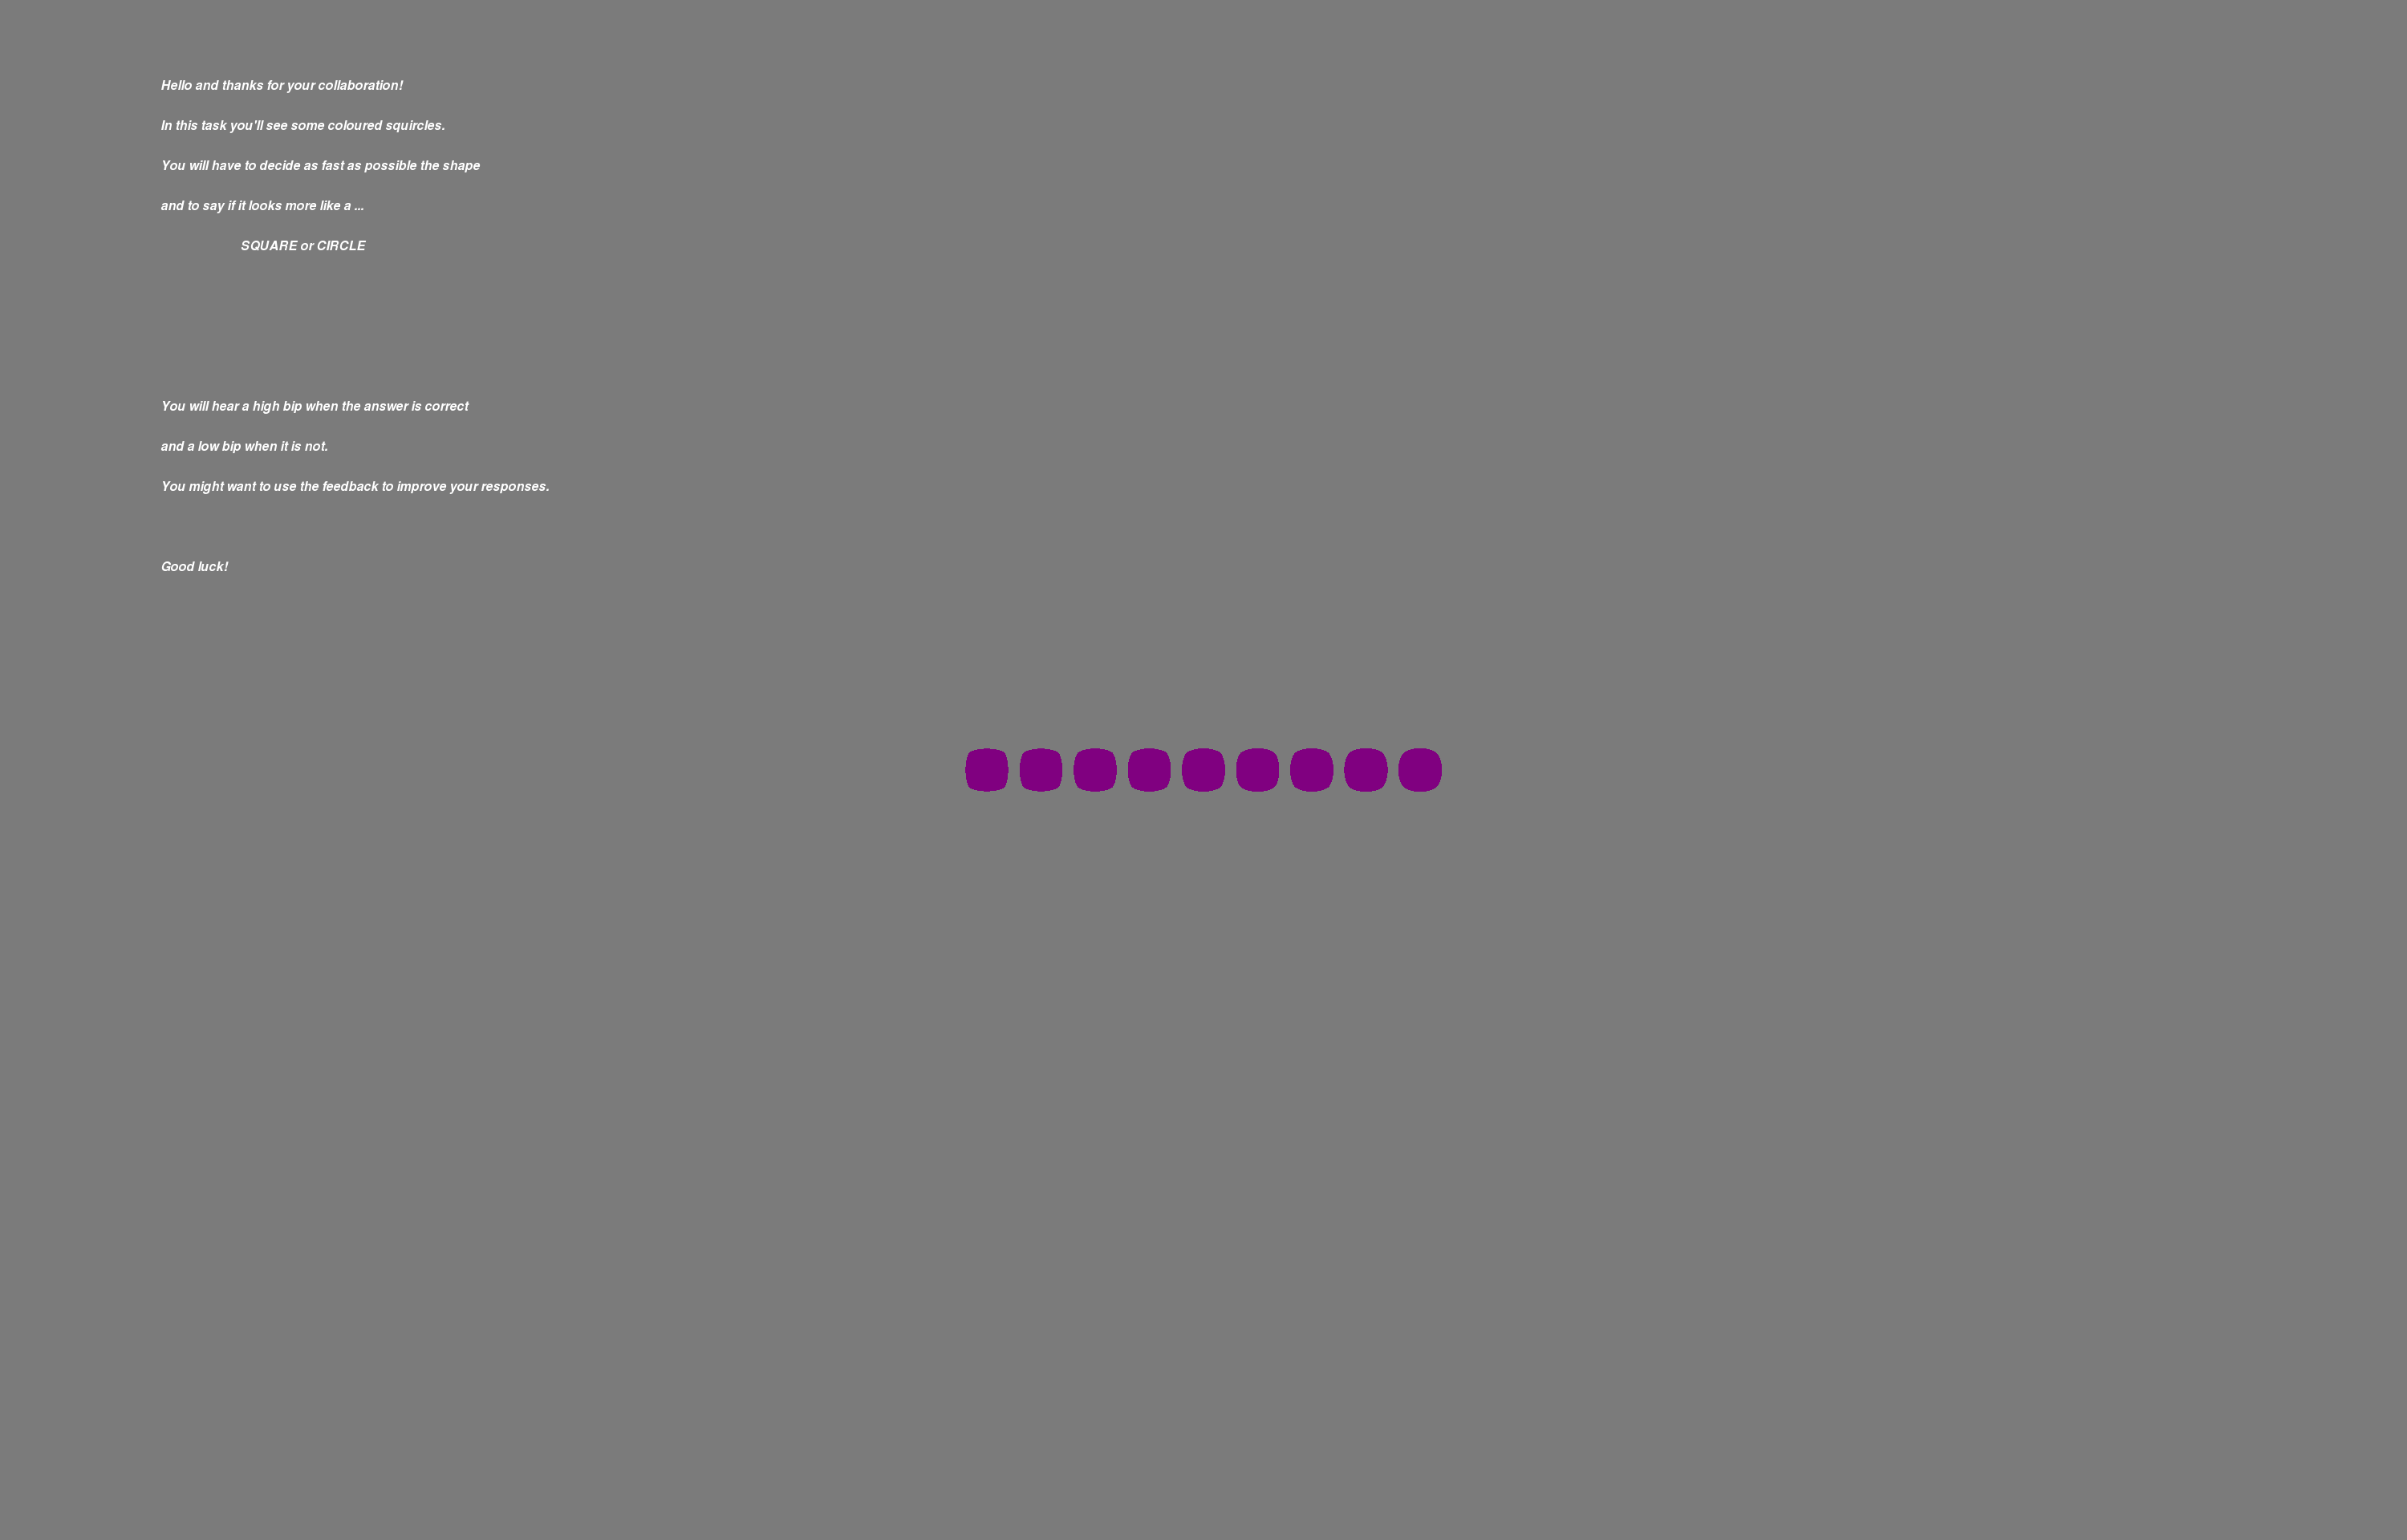 Hello and thanks for your collaboration!
In this task you'll see some coloured squircles.
You will have to decide as fast as possible the shape
and to say if it looks more like a ...
SQUARE or CIRCLE
You will hear a high bip when the answer is correct
and a low bip when it is not.
You might want to use the feedback to improve your responses.
Good luck!